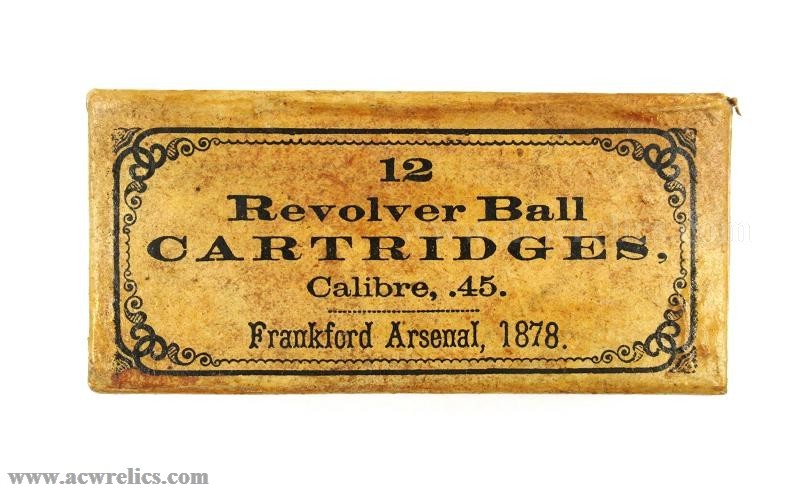 12
Revolver Ball
CARTRIDGES,
Calibre, .45.
Frankford Arsenal, 1878.
www.acwrelics.com